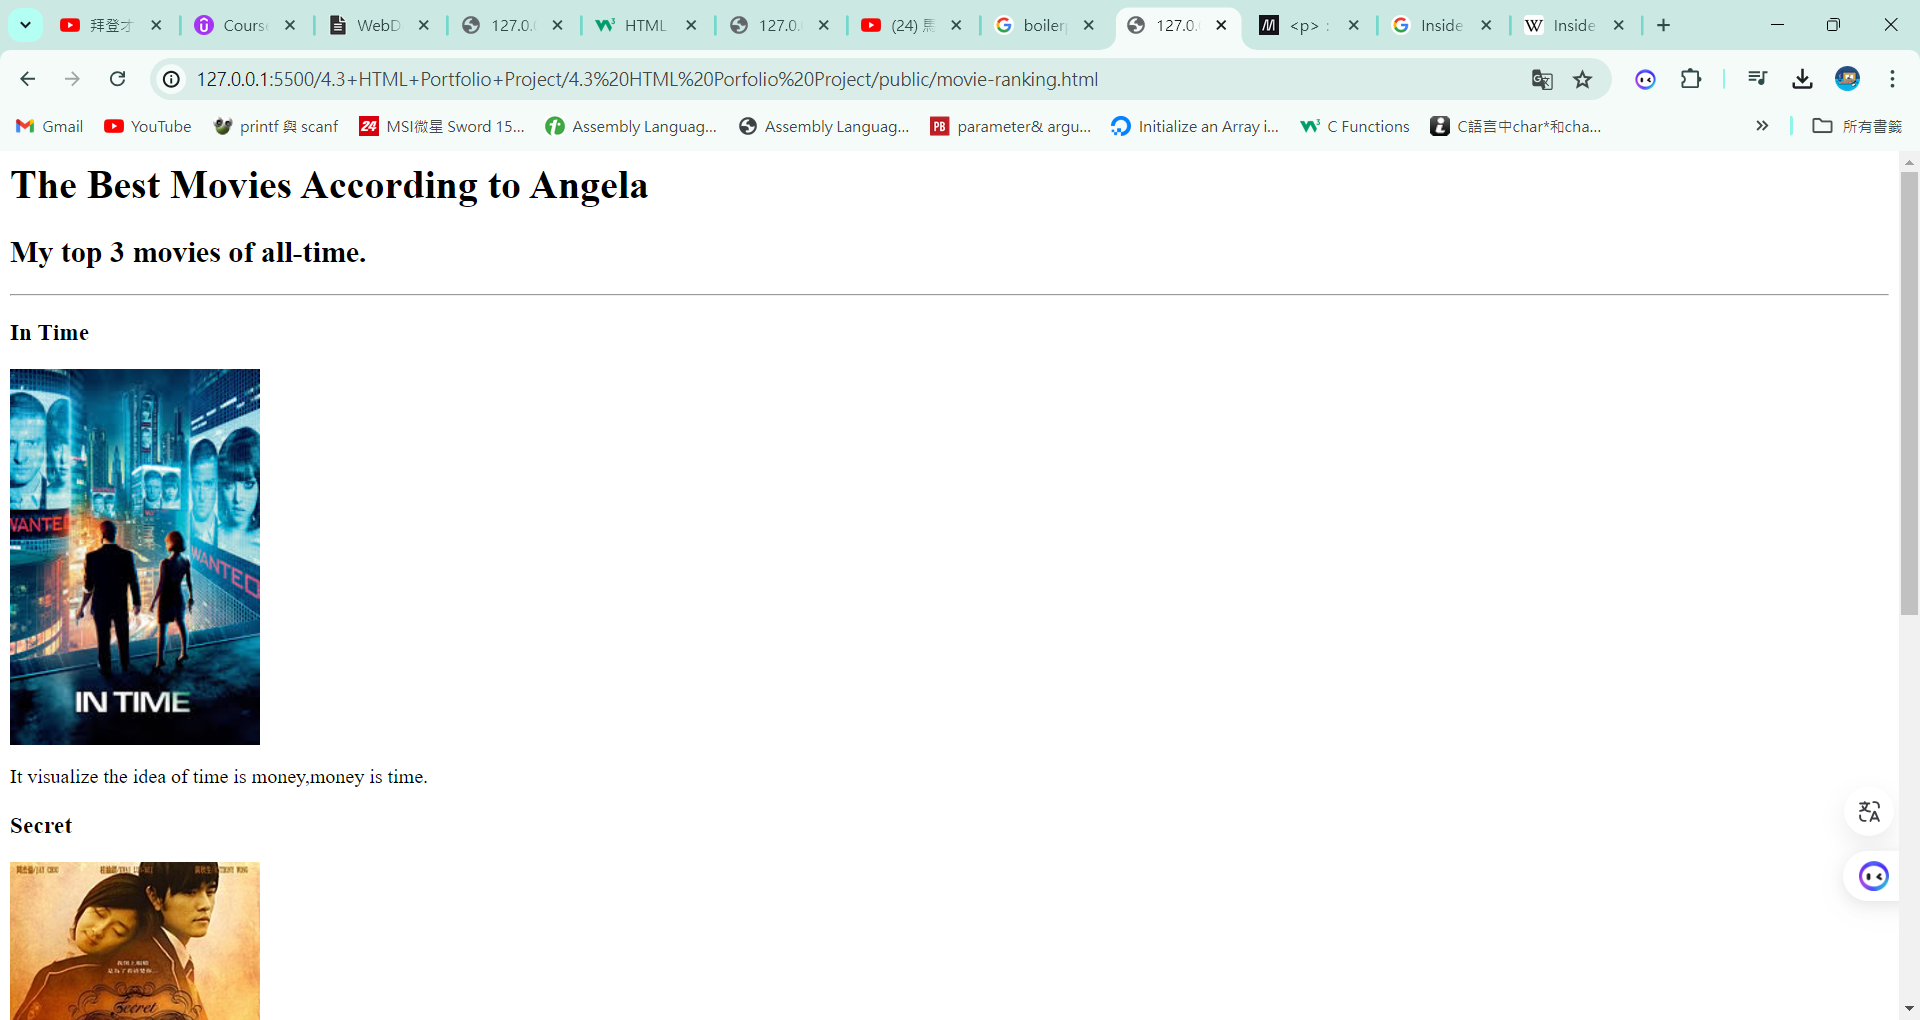 拜登才
Course
WebD
127.0.
HTML
127.0.
(24) 馬
boilerp
127.0.
<p> :
Inside
Inside
127.0.0.1:5500/4.3+HTML+Portfolio+Project/4.3%20HTML%20Porfolio%20Project/public/movie-ranking.html
Gmail
YouTube
printf 與 scanf
24 MSI微星 Sword 15...
Assembly Languag...
Assembly Languag...
PB parameter& argu...
Initialize an Array i...
C Functions
C語言中char*和cha...
所有書籤
The Best Movies According to Angela
My top 3 movies of all-time.
In Time
WANTED
WANTED
IN TIME
It visualize the idea of time is money,money is time.
Secret
Secret